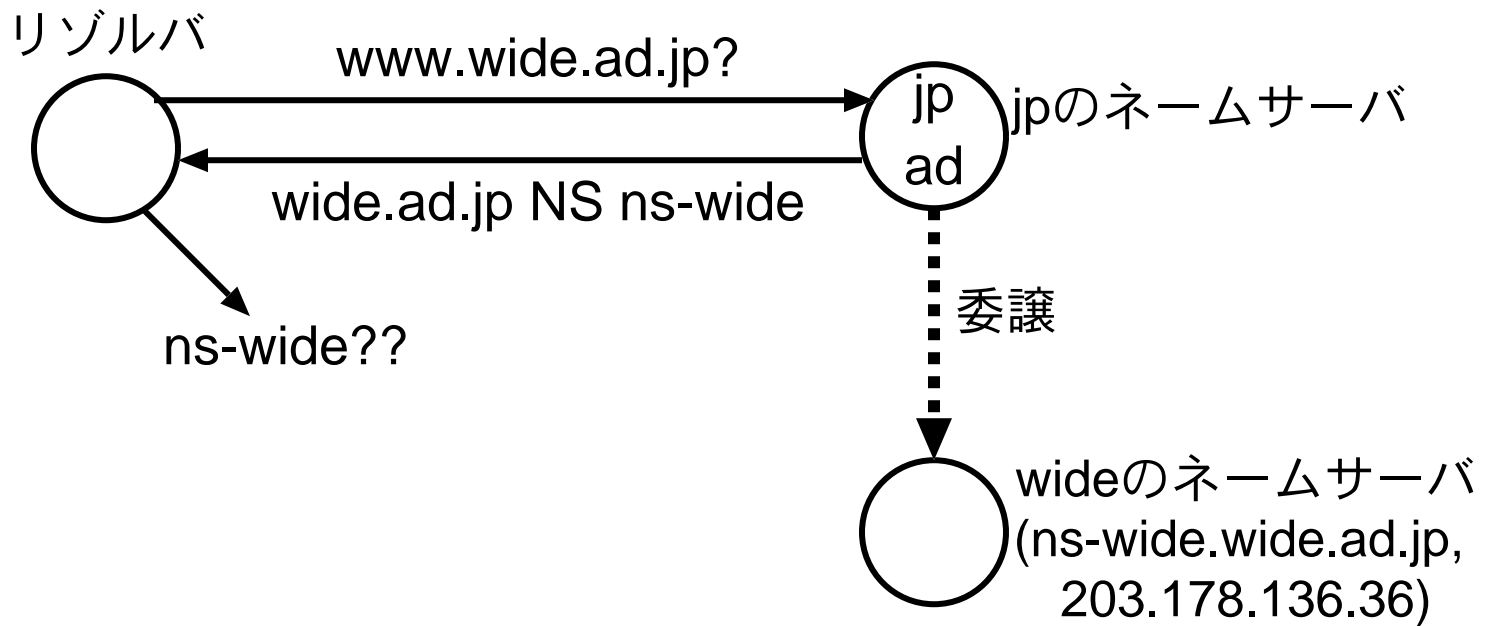 リゾルバ
www.wide.ad.jp?
jp
ad
jpのネームサーバ
wide.ad.jp NS ns-wide
ns-wide??
委譲
wideのネームサーバ
(ns-wide.wide.ad.jp,
203.178.136.36)